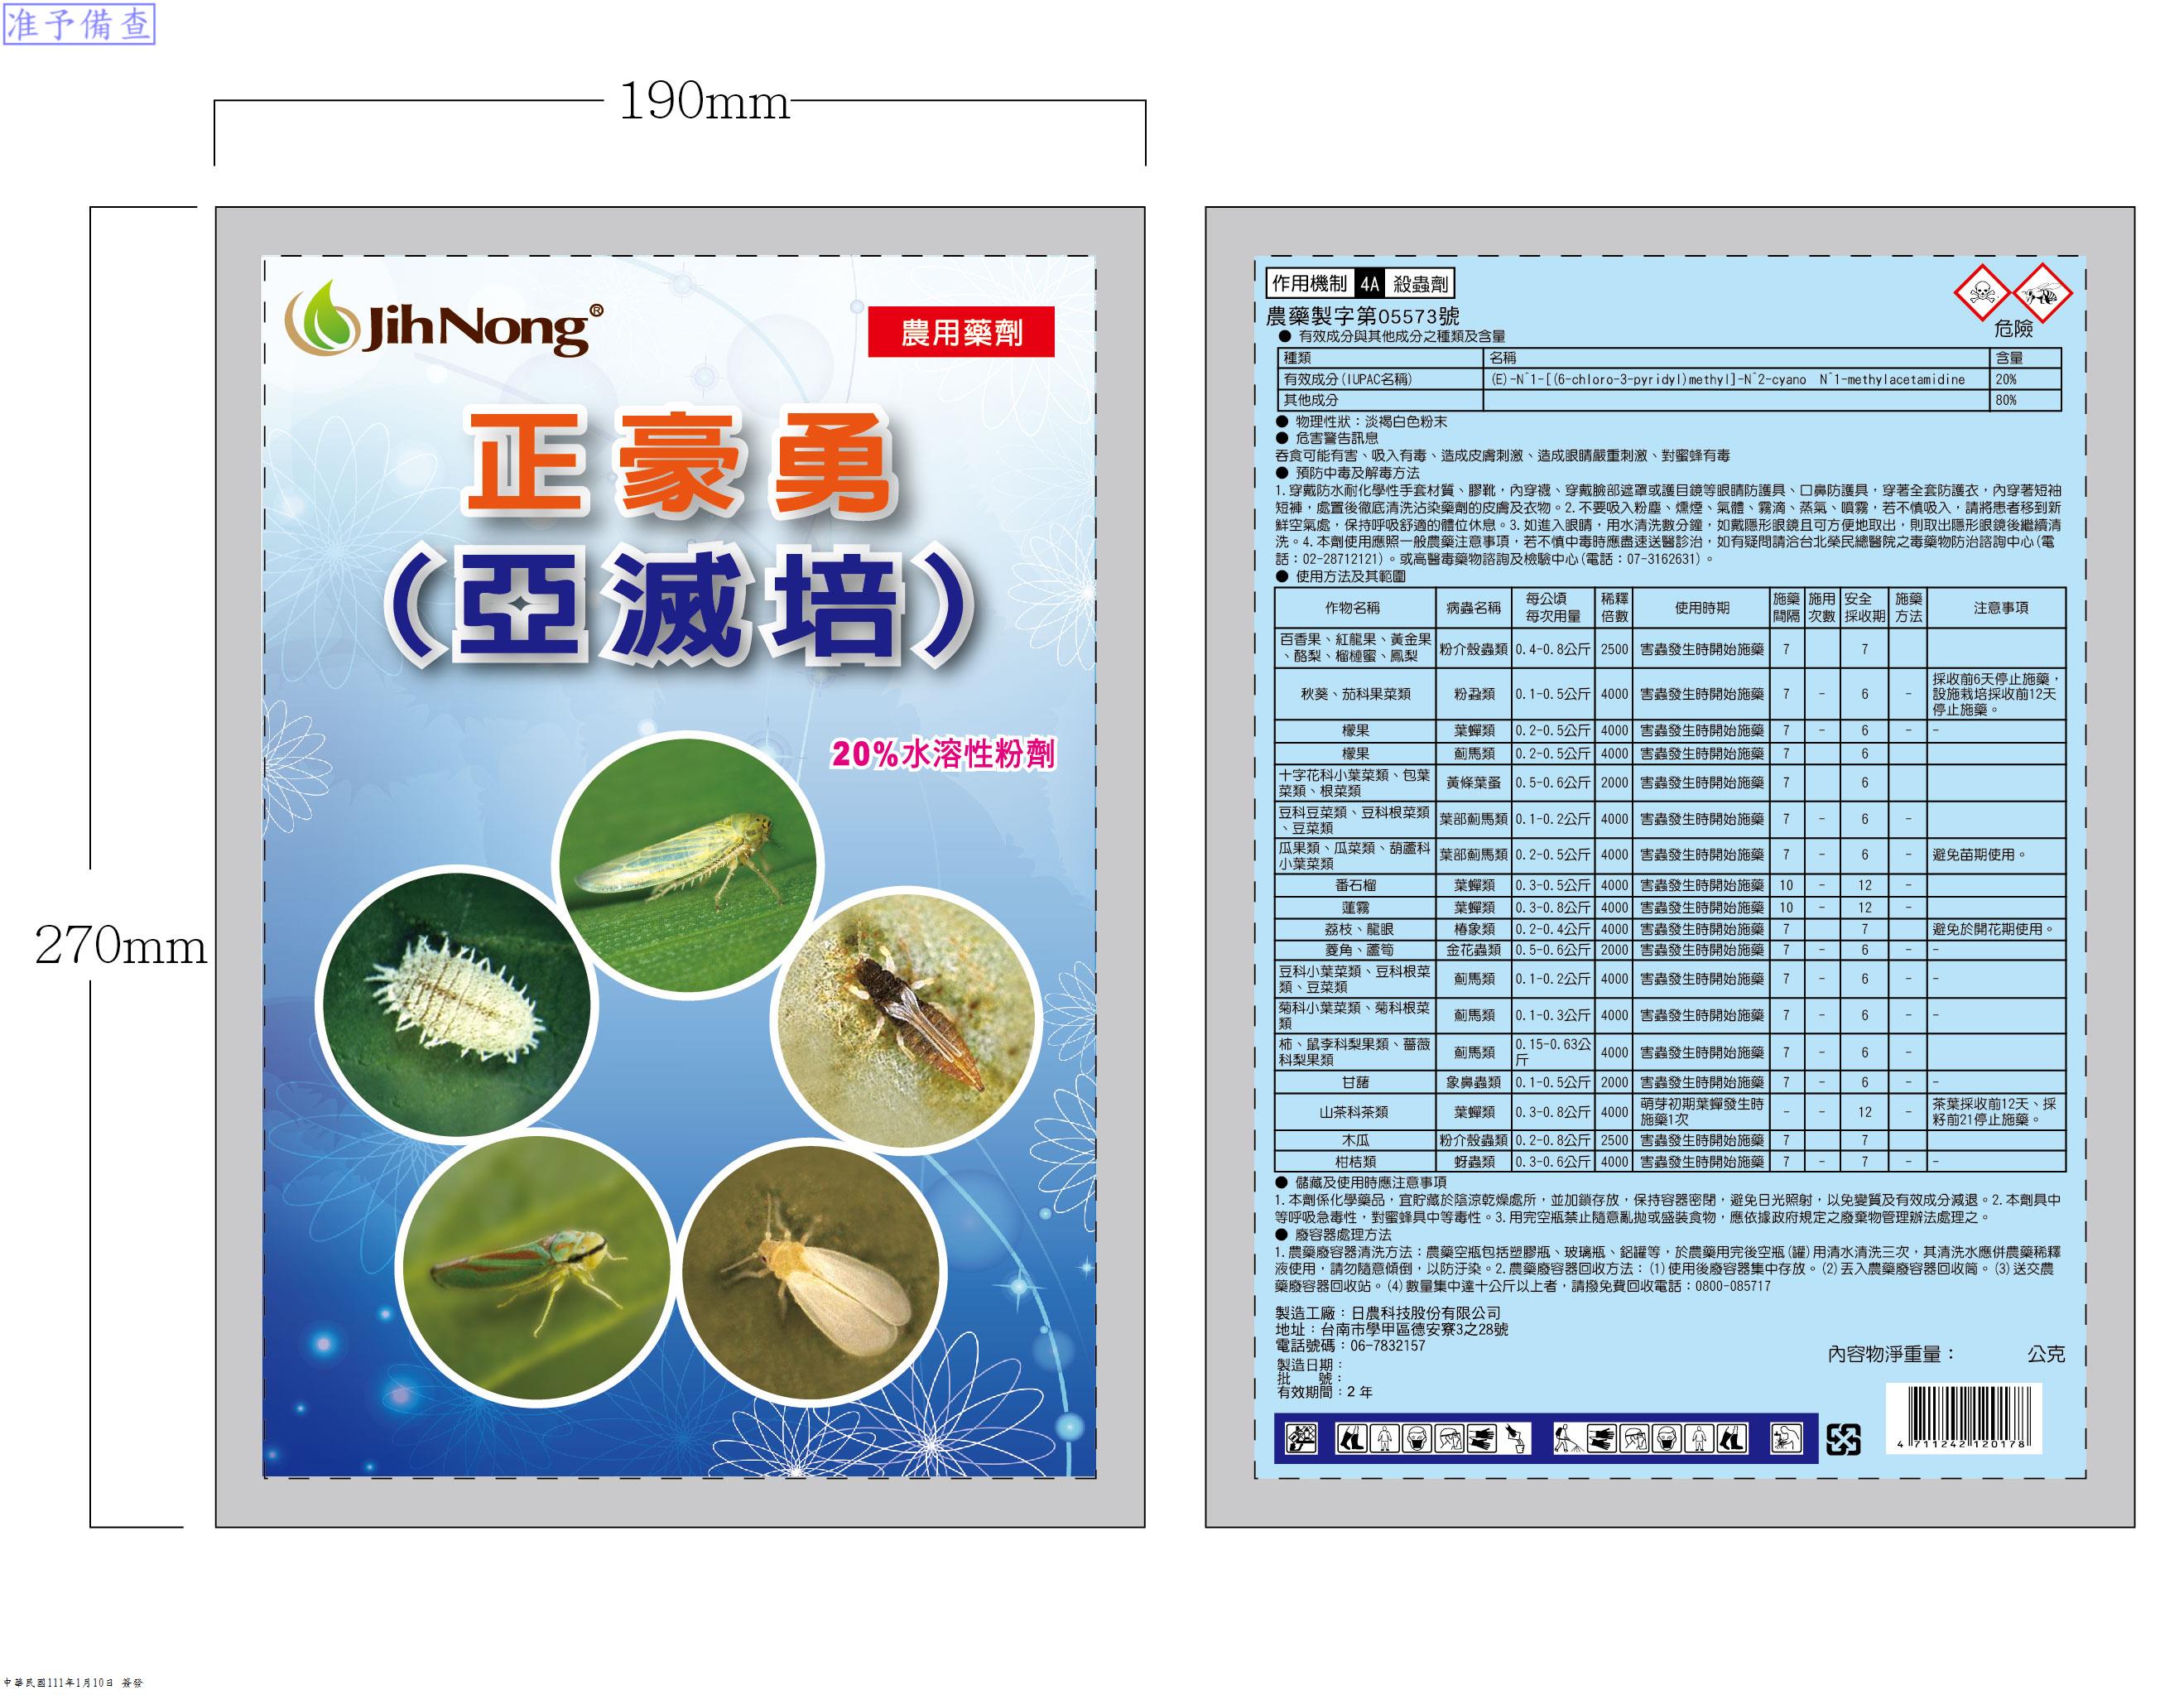 准予備查
190mm
270mm
JihNong®
農用藥劑
正豪勇
(亞滅培)
20%水溶性粉劑
作用機制 4A 殺蟲劑
危險
農藥製字第05573號
● 有效成分與其他成分之種類及含量
種類 名稱 含量
有效成分(IUPAC名稱) (E)-N^1-[(6-chloro-3-pyridyl)methyl]-N^2-cyano N^1-methylacetamidine 20%
其他成分 80%
● 物理性狀：淡褐白色粉末
● 危害警告訊息
吞食可能有害、吸入有毒、造成皮膚刺激、造成眼睛嚴重刺激、對蜜蜂有毒
● 預防中毒及解毒方法
1.穿戴防水耐化學性手套材質、膠靴，內穿襪、穿戴臉部遮罩或護目鏡等眼睛防護具、口鼻防護具，穿著全套防護衣，內穿著短袖
短褲，處置後徹底清洗沾染藥劑的皮膚及衣物。2.不要吸入粉塵、燻煙、氣體、霧滴、蒸氣、噴霧，若不慎吸入，請將患者移到新
鮮空氣處，保持呼吸舒適的體位休息。3.如進入眼睛，用水清洗數分鐘，如戴隱形眼鏡且可方便地取出，則取出隱形眼鏡後繼續清
洗。4.本劑使用應照一般農藥注意事項，若不慎中毒時應盡速送醫診治，如有疑問請洽台北榮民總醫院之毒藥物防治諮詢中心(電
話：02-28712121)。或高醫毒藥物諮詢及檢驗中心(電話：07-3162631)。
● 使用方法及其範圍
作物名稱 病蟲名稱 每公頃每次用量 稀釋倍數 使用時期 施藥間隔 施用次數 安全採收期 施藥方法 注意事項
百香果、紅龍果、黃金果、酪梨、榴槤蜜、鳳梨 粉介殼蟲類 0.4-0.8公斤 2500 害蟲發生時開始施藥 7 7
秋葵、茄科果菜類 粉蝨類 0.1-0.5公斤 4000 害蟲發生時開始施藥 7 - 6 - 採收前6天停止施藥，設施栽培採收前12天停止施藥。
檬果 葉蟬類 0.2-0.5公斤 4000 害蟲發生時開始施藥 7 - 6 - -
檬果 薊馬類 0.2-0.5公斤 4000 害蟲發生時開始施藥 7 6
十字花科小葉菜類、包葉菜類、根菜類 黃條葉蚤 0.5-0.6公斤 2000 害蟲發生時開始施藥 7 6
豆科豆菜類、豆科根菜類、豆菜類 葉部薊馬類 0.1-0.2公斤 4000 害蟲發生時開始施藥 7 - 6 -
瓜果類、瓜菜類、葫蘆科小葉菜類 葉部薊馬類 0.2-0.5公斤 4000 害蟲發生時開始施藥 7 - 6 - 避免苗期使用。
番石榴 葉蟬類 0.3-0.5公斤 4000 害蟲發生時開始施藥 10 - 12 -
蓮霧 葉蟬類 0.3-0.8公斤 4000 害蟲發生時開始施藥 10 - 12 -
荔枝、龍眼 椿象類 0.2-0.4公斤 4000 害蟲發生時開始施藥 7 7 避免於開花期使用。
菱角、蘆筍 金花蟲類 0.5-0.6公斤 2000 害蟲發生時開始施藥 7 - 6 - -
豆科小葉菜類、豆科根菜類、豆菜類 薊馬類 0.1-0.2公斤 4000 害蟲發生時開始施藥 7 - 6 - -
菊科小葉菜類、菊科根菜類 薊馬類 0.1-0.3公斤 4000 害蟲發生時開始施藥 7 - 6 - -
柿、鼠李科梨果類、薔薇科梨果類 薊馬類 0.15-0.63公斤 4000 害蟲發生時開始施藥 7 - 6 -
甘藷 象鼻蟲類 0.1-0.5公斤 2000 害蟲發生時開始施藥 7 - 6 - -
山茶科茶類 葉蟬類 0.3-0.8公斤 4000 萌芽初期葉蟬發生時施藥1次 - - 12 - 茶葉採收前12天、採籽前21停止施藥。
木瓜 粉介殼蟲類 0.2-0.8公斤 2500 害蟲發生時開始施藥 7 7
柑桔類 蚜蟲類 0.3-0.6公斤 4000 害蟲發生時開始施藥 7 - 7 - -
● 儲藏及使用時應注意事項
1.本劑係化學藥品，宜貯藏於陰涼乾燥處所，並加鎖存放，保持容器密閉，避免日光照射，以免變質及有效成分減退。2.本劑具中
等呼吸急毒性，對蜜蜂具中等毒性。3.用完空瓶禁止隨意亂拋或盛裝食物，應依據政府規定之廢棄物管理辦法處理之。
● 廢容器處理方法
1.農藥廢容器清洗方法：農藥空瓶包括塑膠瓶、玻璃瓶、鋁罐等，於農藥用完後空瓶(罐)用清水清洗三次，其清洗水應併農藥稀釋
液使用，請勿隨意傾倒，以防汙染。2.農藥廢容器回收方法：(1)使用後廢容器集中存放。(2)丟入農藥廢容器回收筒。(3)送交農
藥廢容器回收站。(4)數量集中達十公斤以上者，請撥免費回收電話：0800-085717
製造工廠：日農科技股份有限公司
地址：台南市學甲區德安寮3之28號
電話號碼：06-7832157
製造日期：
批 號：
有效期間：2 年
內容物淨重量： 公克
4 711242 120178
中華民國111年1月10日 簽發